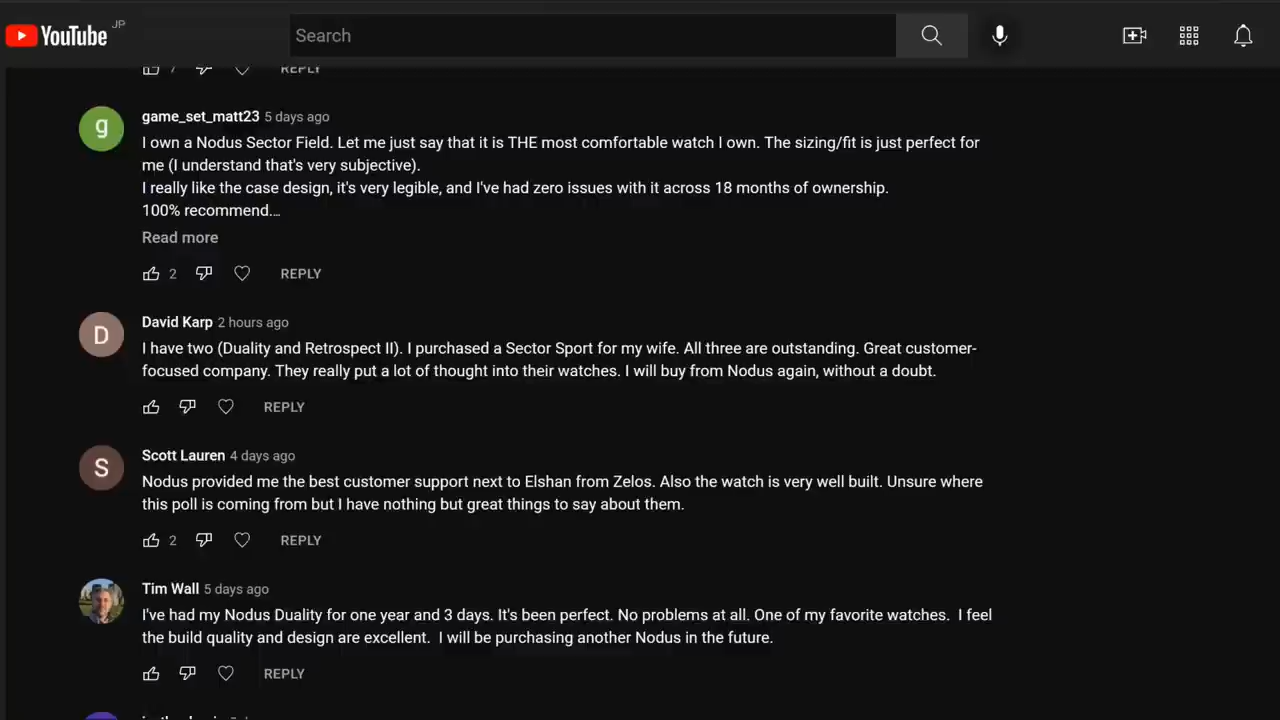 YouTube JP
Search
7 REPLY
game_set_matt23 5 days ago
I own a Nodus Sector Field. Let me just say that it is THE most comfortable watch I own. The sizing/fit is just perfect for
me (I understand that's very subjective).
I really like the case design, it's very legible, and I've had zero issues with it across 18 months of ownership.
100% recommend...
Read more
2 REPLY
David Karp 2 hours ago
I have two (Duality and Retrospect II). I purchased a Sector Sport for my wife. All three are outstanding. Great customer-
focused company. They really put a lot of thought into their watches. I will buy from Nodus again, without a doubt.
REPLY
Scott Lauren 4 days ago
Nodus provided me the best customer support next to Elshan from Zelos. Also the watch is very well built. Unsure where
this poll is coming from but I have nothing but great things to say about them.
2 REPLY
Tim Wall 5 days ago
I've had my Nodus Duality for one year and 3 days. It's been perfect. No problems at all. One of my favorite watches.  I feel
the build quality and design are excellent.  I will be purchasing another Nodus in the future.
REPLY